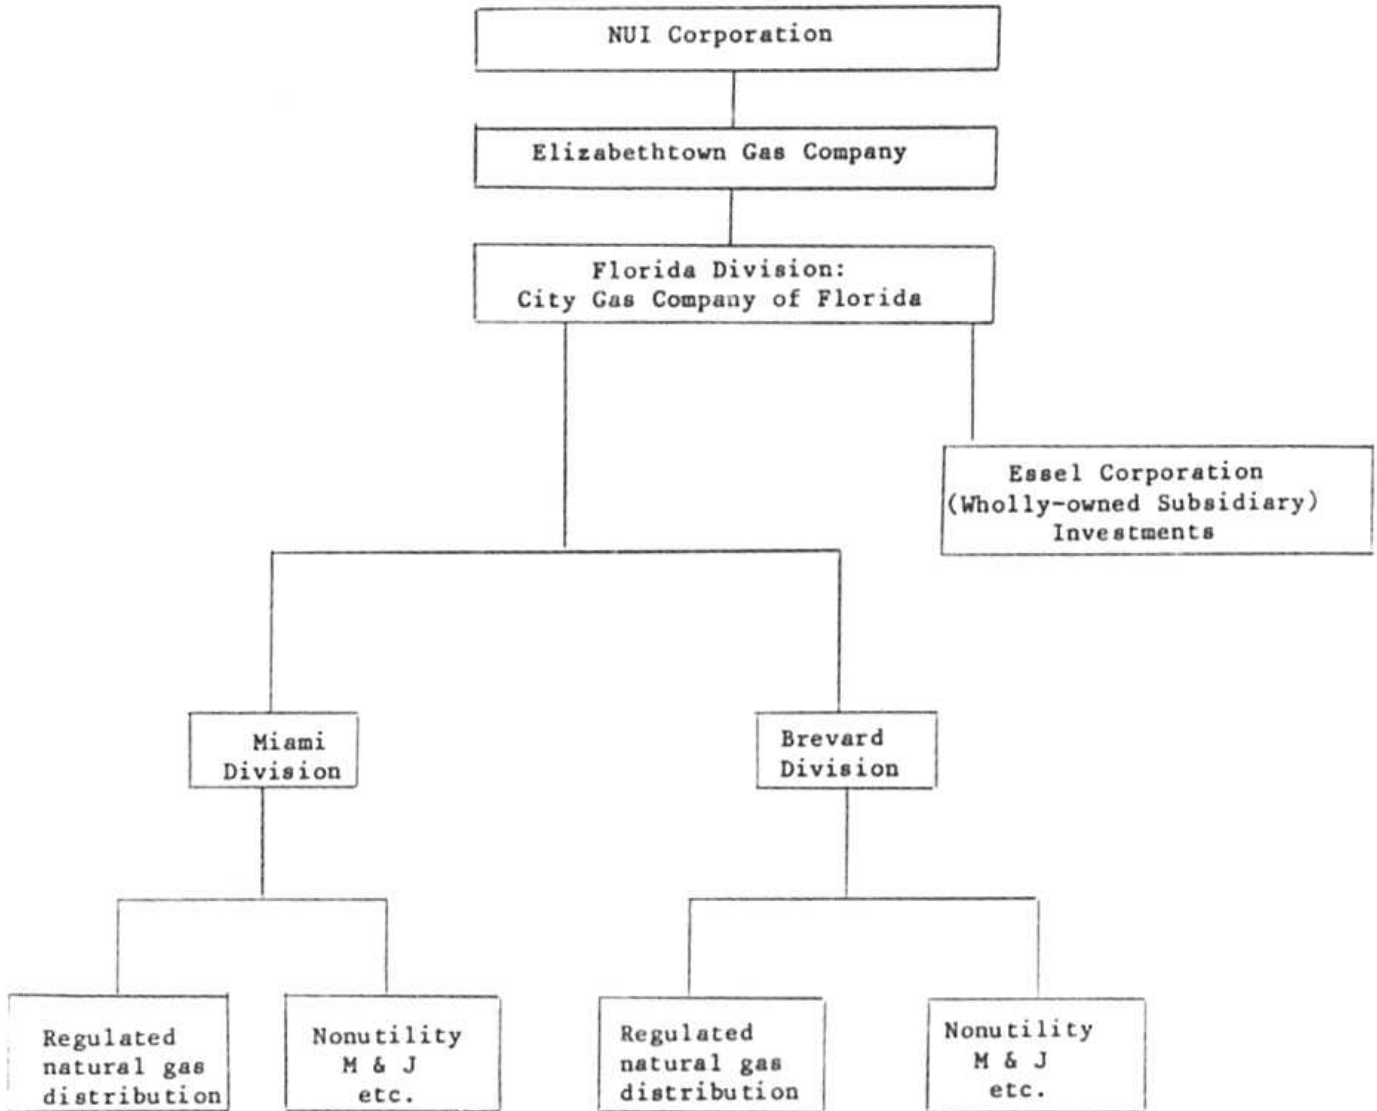 NUI Corporation
Elizabethtown Gas Company
Florida Division:
City Gas Company of Florida
Essel Corporation
(Wholly-owned Subsidiary)
Investments
Miami
Division
Brevard
Division
Regulated
natural gas
distribution
Nonutility
M & J
etc.
Regulated
natural gas
distribution
Nonutility
M & J
etc.